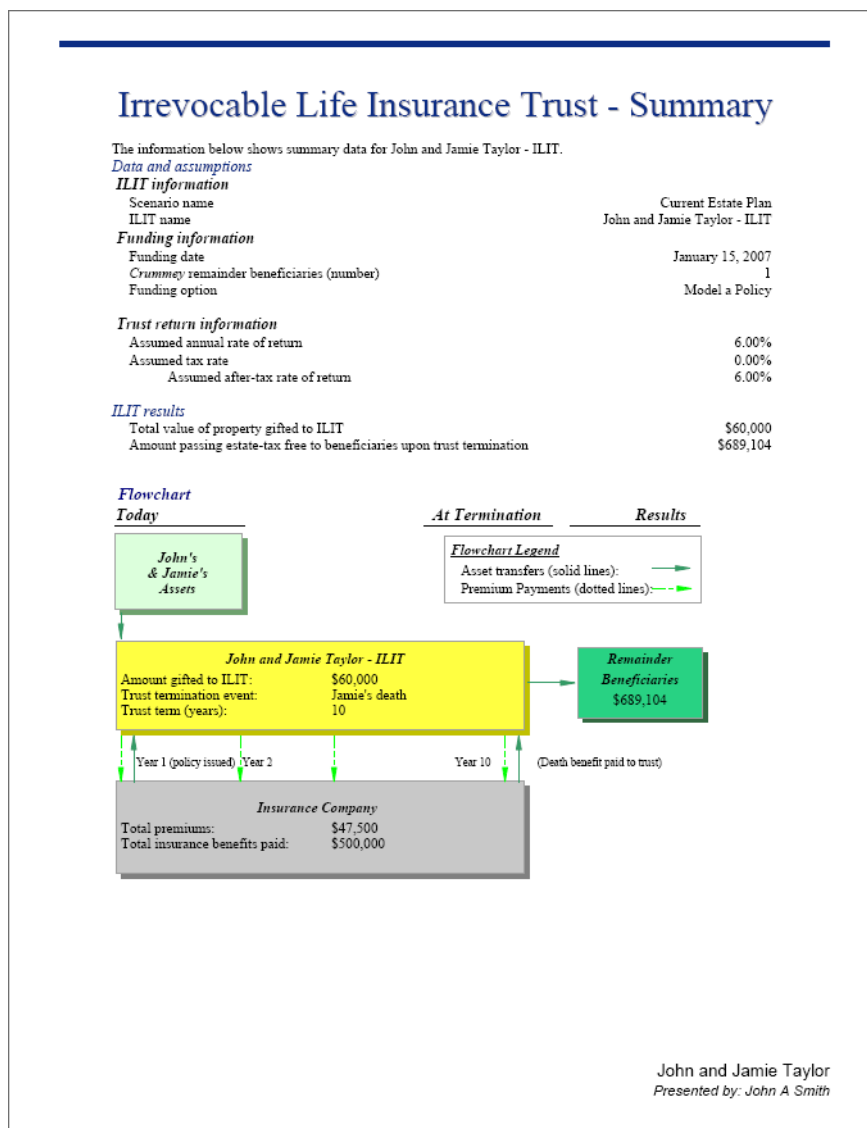 Irrevocable Life Insurance Trust - Summary
The information below shows summary data for John and Jamie Taylor - ILIT.
Data and assumptions
ILIT information
Scenario name Current Estate Plan
ILIT name John and Jamie Taylor - ILIT
Funding information
Funding date January 15, 2007
Crummey remainder beneficiaries (number) 1
Funding option Model a Policy
Trust return information
Assumed annual rate of return 6.00%
Assumed tax rate 0.00%
Assumed after-tax rate of return 6.00%
ILIT results
Total value of property gifted to ILIT $60,000
Amount passing estate-tax free to beneficiaries upon trust termination $689,104
Flowchart
Today At Termination Results
John's
& Jamie's
Assets
Flowchart Legend
Asset transfers (solid lines):
Premium Payments (dotted lines):
John and Jamie Taylor - ILIT
Amount gifted to ILIT: $60,000
Trust termination event: Jamie's death
Trust term (years): 10
Remainder
Beneficiaries
$689,104
Year 1 (policy issued) Year 2 Year 10 (Death benefit paid to trust)
Insurance Company
Total premiums: $47,500
Total insurance benefits paid: $500,000
John and Jamie Taylor
Presented by: John A Smith